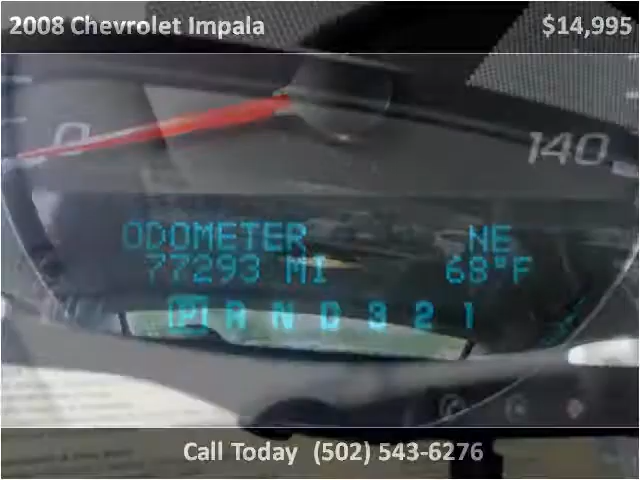 2008 Chevrolet Impala $14,995
0 140
ODOMETER NE
77293 MI 68°F
P R N D 3 2 1
Call Today (502) 543-6276